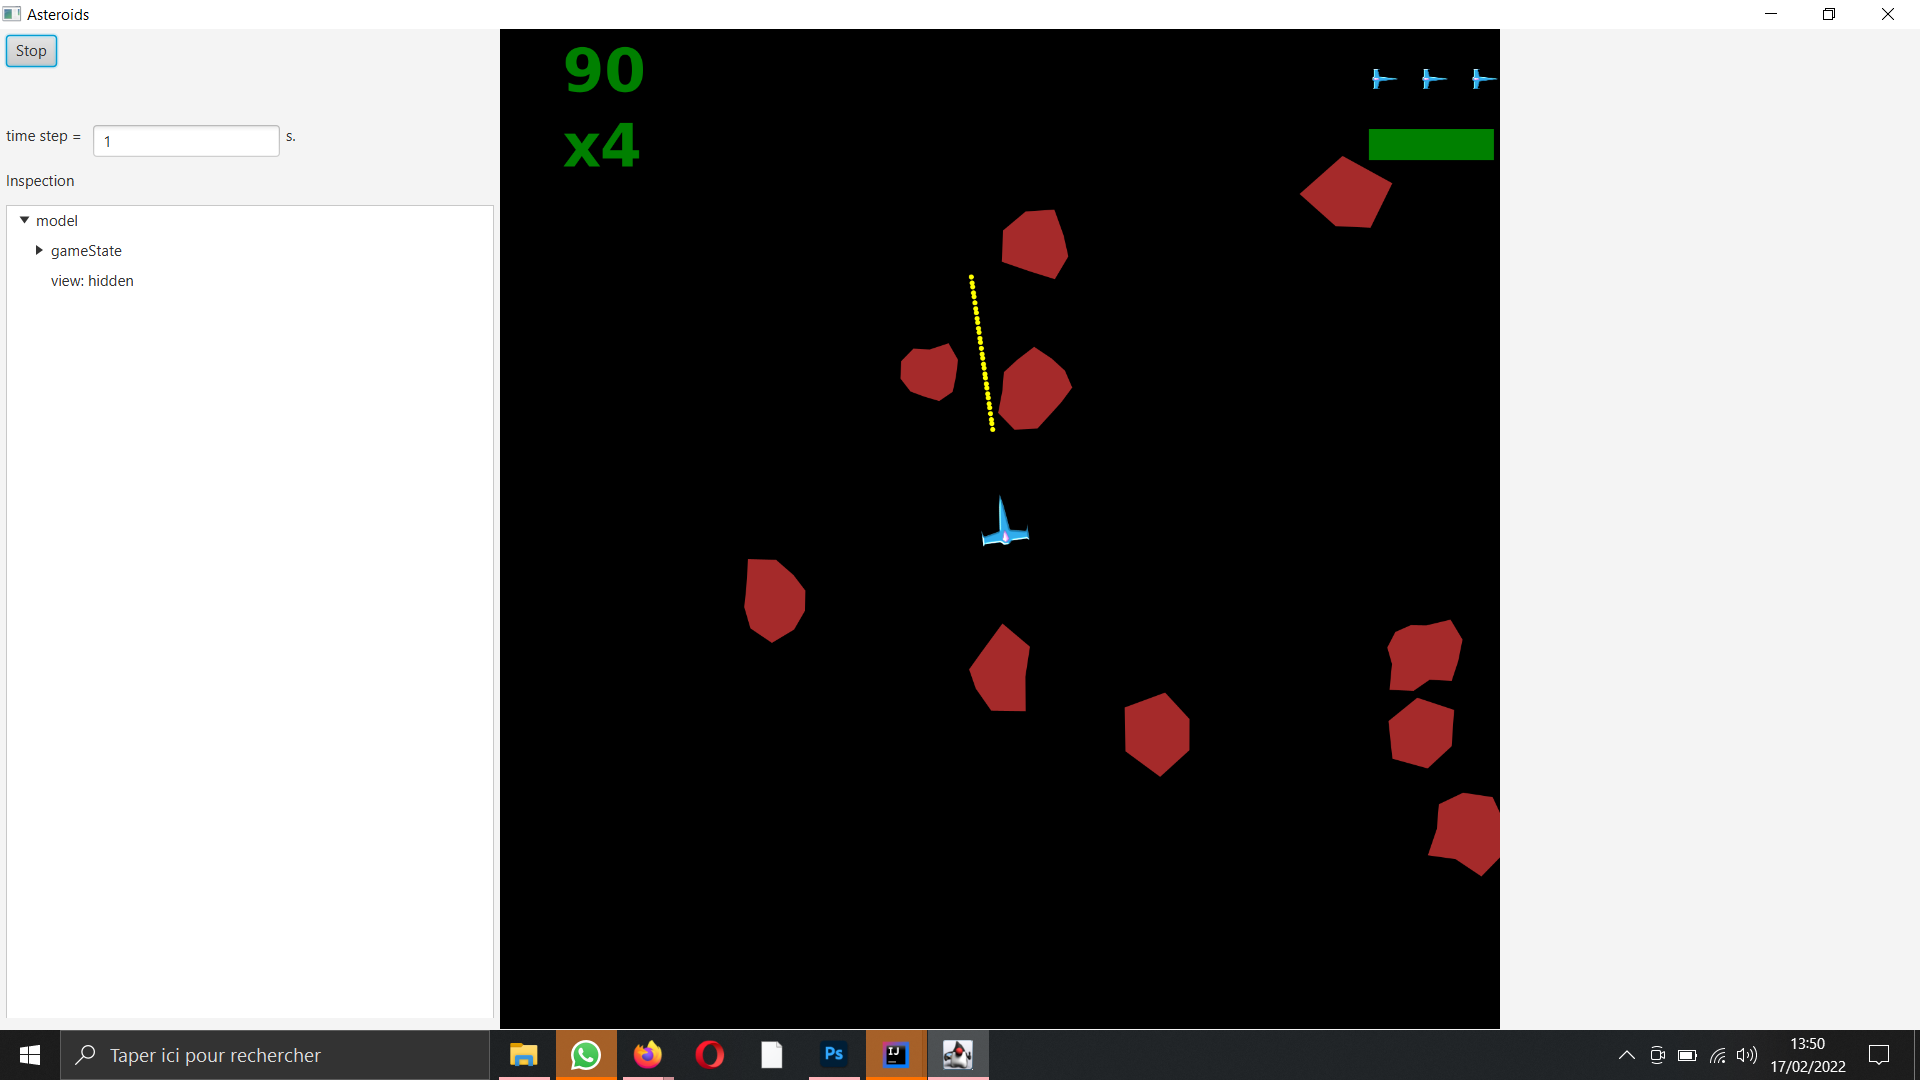 Asteroids
Stop
time step = 1 s.
Inspection
model
gameState
view: hidden
90
x4
Taper ici pour rechercher
Ps
IJ
13:50
17/02/2022